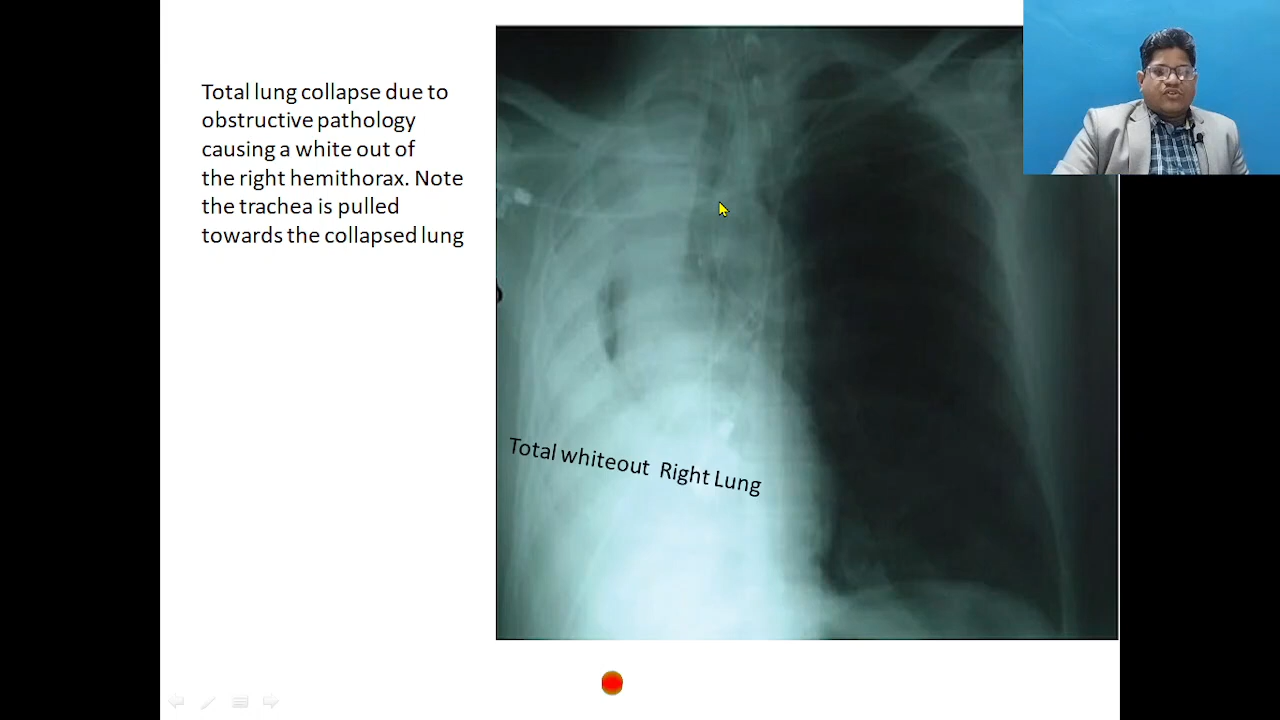 Total lung collapse due to
obstructive pathology
causing a white out of
the right hemithorax. Note
the trachea is pulled
towards the collapsed lung
Total whiteout Right Lung